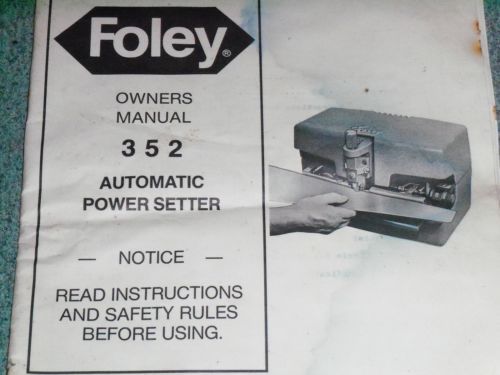 Foley®
OWNERS
MANUAL
352
AUTOMATIC
POWER SETTER
— NOTICE —
READ INSTRUCTIONS
AND SAFETY RULES
BEFORE USING.